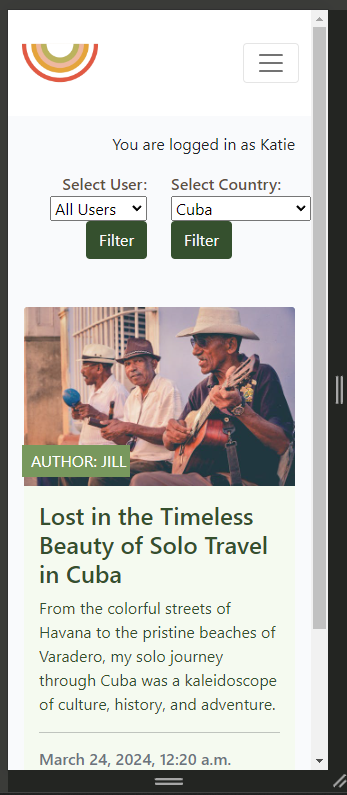 You are logged in as Katie
Select User:
All Users
Filter
Select Country:
Cuba
Filter
AUTHOR: JILL
Lost in the Timeless
Beauty of Solo Travel
in Cuba
From the colorful streets of
Havana to the pristine beaches of
Varadero, my solo journey
through Cuba was a kaleidoscope
of culture, history, and adventure.
March 24, 2024, 12:20 a.m.